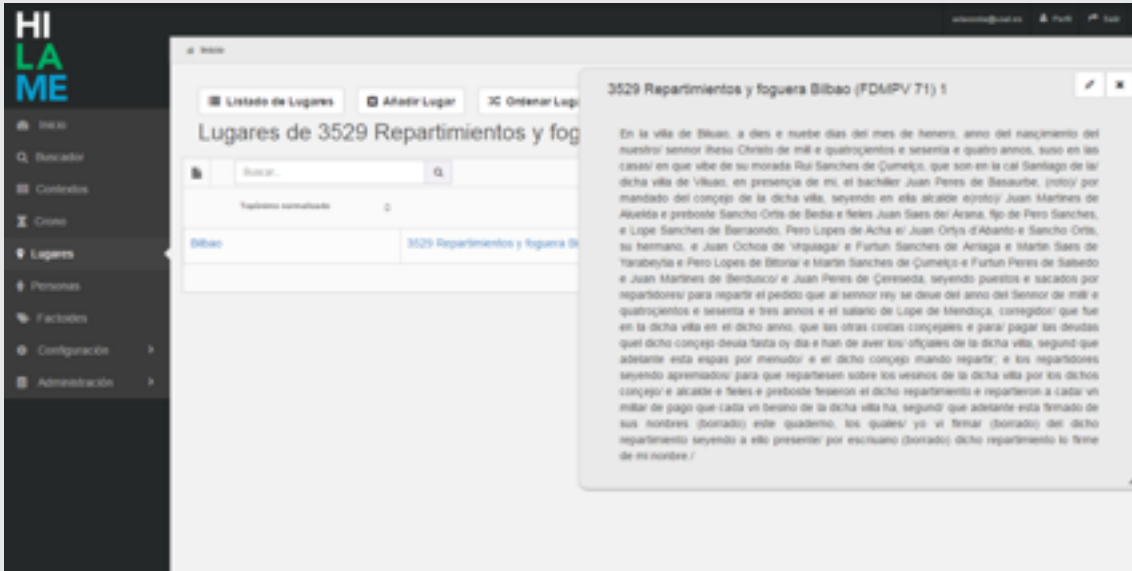 HI
LA
ME
Perfil
Salir
Inicio
Inicio
Buscador
Contextos
Crono
Lugares
Personas
Factoides
Configuración
Administración
Listado de Lugares
Añadir Lugar
Ordenar Luga
Lugares de 3529 Repartimientos y fog
Buscar...
Topónimo normalizado
Bilbao
3529 Repartimientos y foguera Bi
3529 Repartimientos y foguera Bilbao (FDMPV 71) 1
En la villa de Biluao, a dies e nuebe dias del mes de henero, anno del nasçimiento del
nuestro/ sennor Ihesu Christo de mill e quatroçientos e sesenta e quatro annos, suso en las
casas/ en que vibe de su morada Rui Sanches de Çumelço, que son en la cal Santiago de la/
dicha villa de Viluao, en presençia de mi, el bachiller Juan Peres de Basaurbe, (roto)/ por
mandado del conçejo de la dicha villa, seyendo en ella alcalde e(roto)/ Juan Martines de
Aluelda e preboste Sancho Ortis de Bedia e fieles Juan Saes de/ Arana, fijo de Pero Sanches,
e Lope Sanches de Barraondo, Pero Lopes de Acha e/ Juan Ortys d'Abanto e Sancho Ortis,
su hermano, e Juan Ochoa de Vrquiaga/ e Furtun Sanches de Arriaga e Martin Saes de
Yarabeytia e Pero Lopes de Bitoria/ e Martin Sanches de Çumelço e Furtun Peres de Salsedo
e Juan Martines de Berdusco/ e Juan Peres de Çereseda, seyendo puestos e sacados por
repartidores/ para repartir el pedido que al sennor rey se deue del anno del Sennor de mill/ e
quatroçientos e sesenta e tres annos e el salario de Lope de Mendoça, corregidor/ que fue
en la dicha villa en el dicho anno, que las otras costas conçejales e para/ pagar las deudas
quel dicho conçejo deuia fasta oy dia e han de aver los/ ofiçiales de la dicha villa, segund que
adelante esta espas por menudo/ e el dicho conçejo mando repartir; e los repartidores
seyendo apremiados/ para que repartiesen sobre los vesinos de la dicha villa por los dichos
conçejo/ e alcalde e fieles e preboste fesieron el dicho repartimiento e repartieron a cada/ vn
millar de pago que cada vn besino de la dicha villa ha, segund/ que adelante esta firmado de
sus nonbres (borrado) este quaderno, los quales/ yo vi firmar (borrado) del dicho
repartimiento seyendo a ello presente/ por escriuano (borrado) dicho repartimiento lo firme
de mi nonbre./